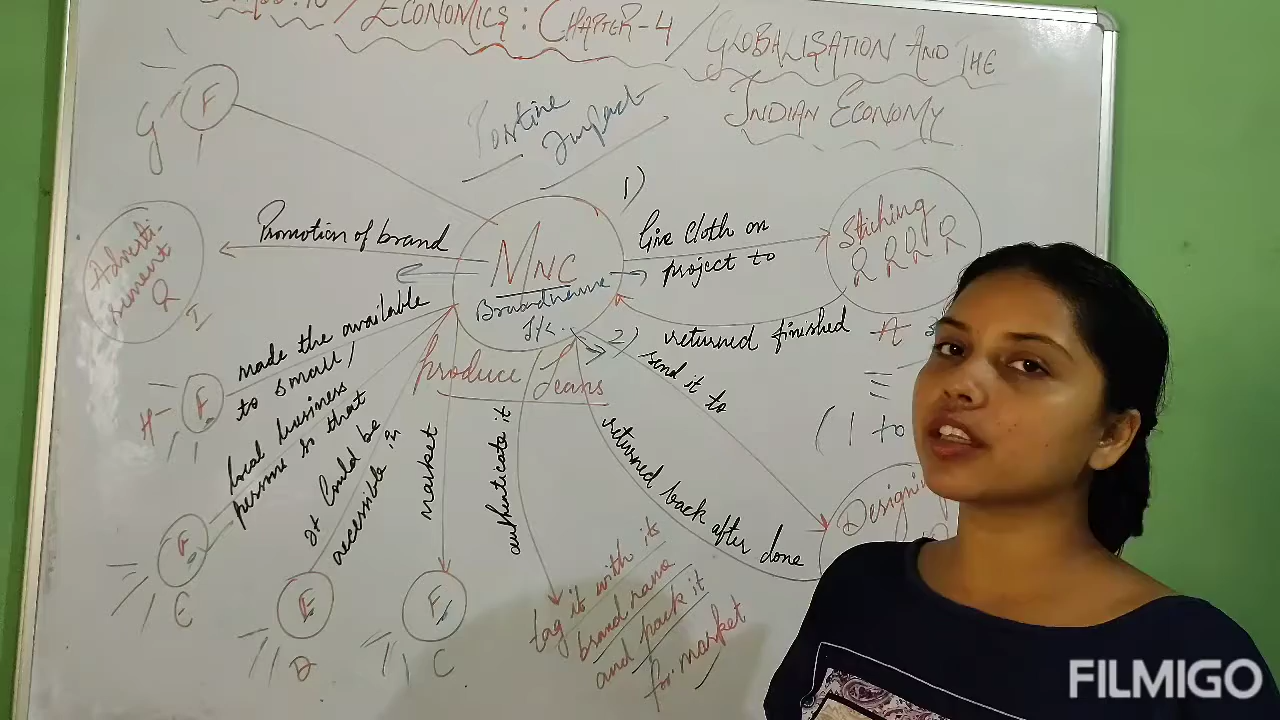 / ECONOMICS: CHAPTER-4 / GLOBALISATION AND THE
INDIAN ECONOMY
Positive
Impact
G
F
1)
Give cloth on
project to
Stiching
Promotion of brand
MNC
Brandname
Adverti-
sement
I
2) returned finished
A
made the available
to small /
local business
persons so that
it could be
accessible in
market
produce Jeans
send it to
H
F
authenticate it
returned back after done
(1 to
F
E
F
D
F
C
tag it with its
brand name
and pack it
for market
FILMIGO